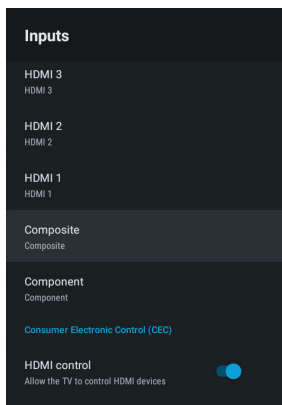 Inputs
HDMI 3
HDMI 3
HDMI 2
HDMI 2
HDMI 1
HDMI 1
Composite
Composite
Component
Component
Consumer Electronic Control (CEC)
HDMI control
Allow the TV to control HDMI devices